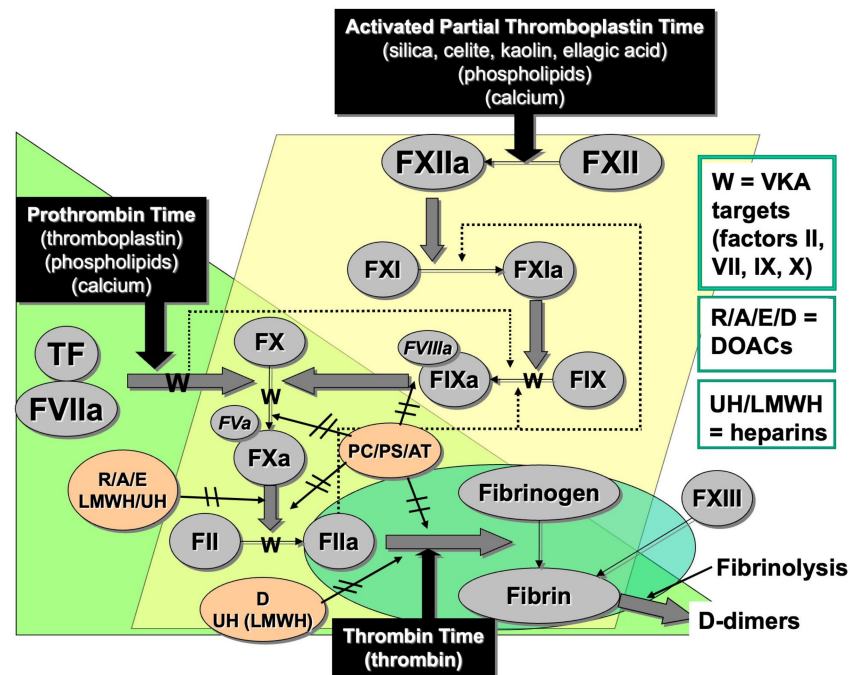 Activated Partial Thromboplastin Time
(silica, celite, kaolin, ellagic acid)
(phospholipids)
(calcium)
FXIIa
FXII
W = VKA
targets
(factors II,
VII, IX, X)
Prothrombin Time
(thromboplastin)
(phospholipids)
(calcium)
FXI
FXIa
R/A/E/D =
DOACs
TF
FVIIa
W
FX
W
FVIIIa
FIXa
W
FIX
UH/LMWH
= heparins
FVa
FXa
PC/PS/AT
R/A/E
LMWH/UH
Fibrinogen
FXIII
FII
W
FIIa
Fibrinolysis
D
UH (LMWH)
Fibrin
D-dimers
Thrombin Time
(thrombin)